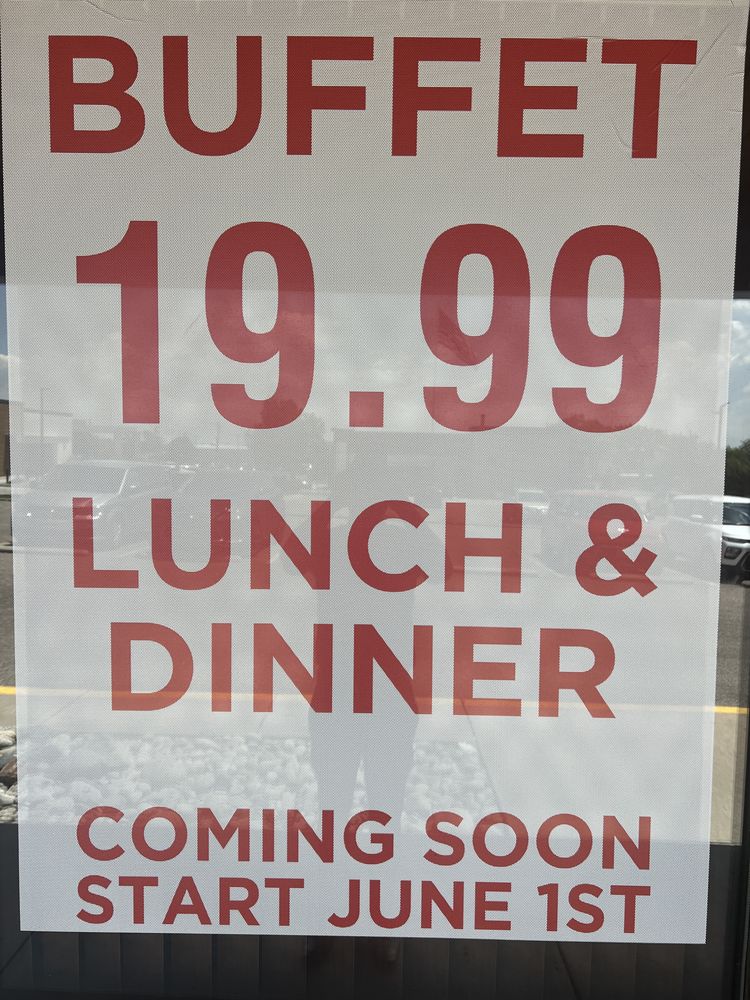 BUFFET
19.99
LUNCH &
DINNER
COMING SOON
START JUNE 1ST